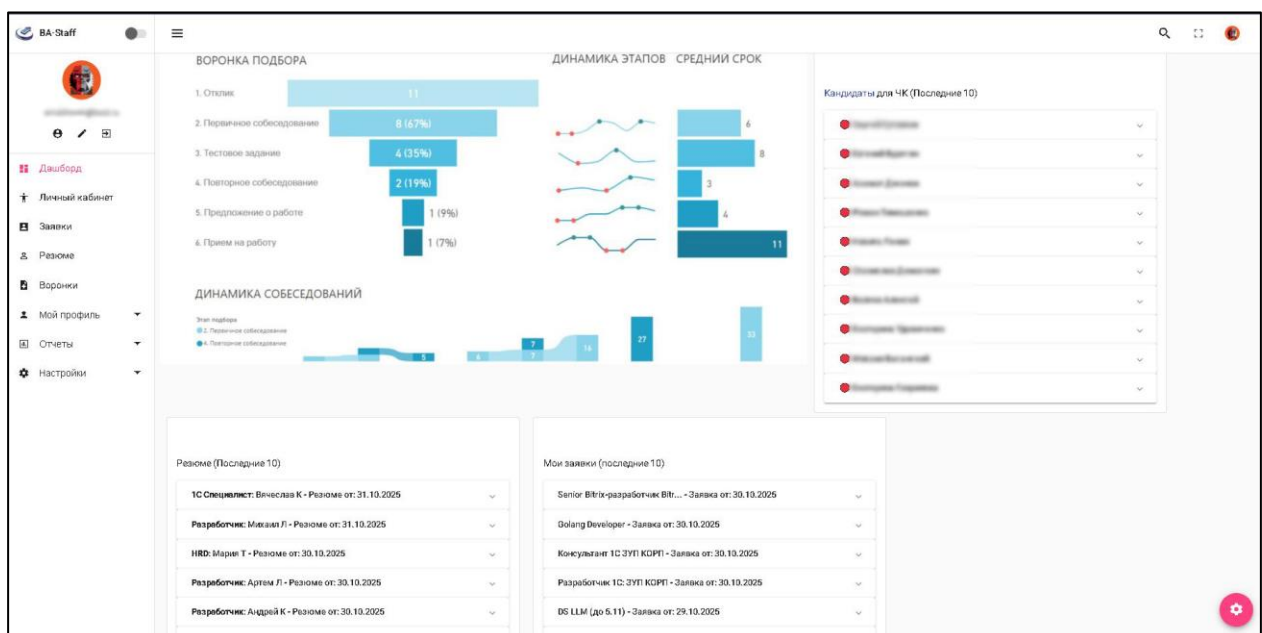 BA-Staff
Дашборд
Личный кабинет
Заявки
Резюме
Воронки
Мой профиль
Отчеты
Настройки
ВОРОНКА ПОДБОРА
ДИНАМИКА ЭТАПОВ СРЕДНИЙ СРОК
1. Отклик 11
2. Первичное собеседование 8 (67%) 6
3. Тестовое задание 4 (35%) 8
4. Повторное собеседование 2 (19%) 3
5. Предложение о работе 1 (9%) 4
6. Прием на работу 1 (7%) 11
ДИНАМИКА СОБЕСЕДОВАНИЙ
Этап подбора
2. Первичное собеседование
4. Повторное собеседование
5 6 7 7 16 27 33
Кандидаты для ЧК (Последние 10)
Резюме (Последние 10)
1С Специалист: Вячеслав К - Резюме от: 31.10.2025
Разработчик: Михаил Л - Резюме от: 31.10.2025
HRD: Мария Т - Резюме от: 30.10.2025
Разработчик: Артем Л - Резюме от: 30.10.2025
Разработчик: Андрей К - Резюме от: 30.10.2025
Мои заявки (последние 10)
Senior Bitrix-разработчик Bitr... - Заявка от: 30.10.2025
Golang Developer - Заявка от: 30.10.2025
Консультант 1С ЗУП КОРП - Заявка от: 30.10.2025
Разработчик 1С: ЗУП КОРП - Заявка от: 30.10.2025
DS LLM (до 5.11) - Заявка от: 29.10.2025